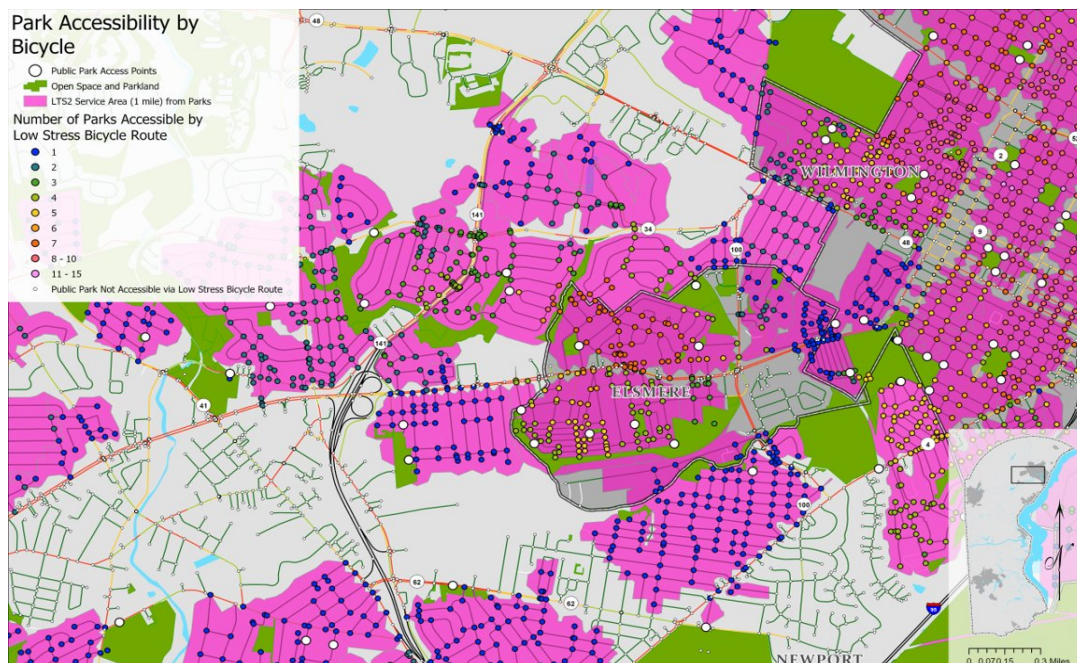 Park Accessibility by
Bicycle
Public Park Access Points
Open Space and Parkland
LTS2 Service Area (1 mile) from Parks
Number of Parks Accessible by
Low Stress Bicycle Route
1
2
3
4
5
6
7
8 - 10
11 - 15
Public Park Not Accessible via Low Stress Bicycle Route
48
52
2
WILMINGTON
141
34
9
100
48
141
ELSMERE
41
4
100
62
62
95
NEWPORT
0 0.070.15 0.3 Miles